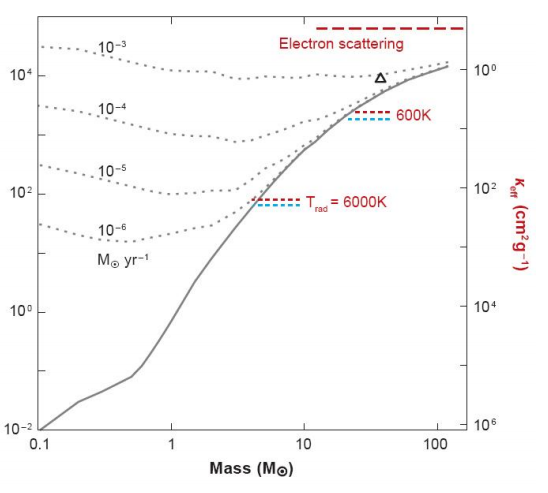 Electron scattering
10⁻³
10⁴
10⁰
10⁻⁴
600K
10⁻⁵
10²
T_rad = 6000K
10²
κ_eff (cm²g⁻¹)
10⁻⁶
M⊙ yr⁻¹
10⁰
10⁴
10⁻²
10⁶
0.1
1
10
100
Mass (M⊙)